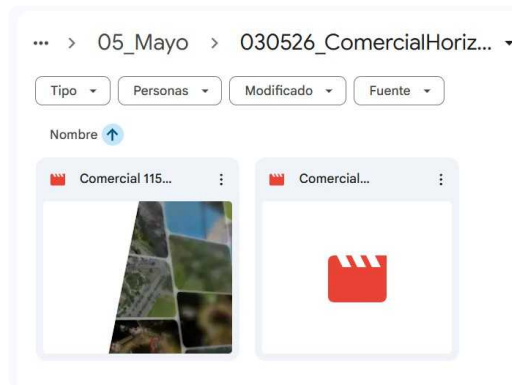 ... > 05_Mayo > 030526_ComercialHoriz...
Tipo Personas Modificado Fuente
Nombre
Comercial 115... Comercial...